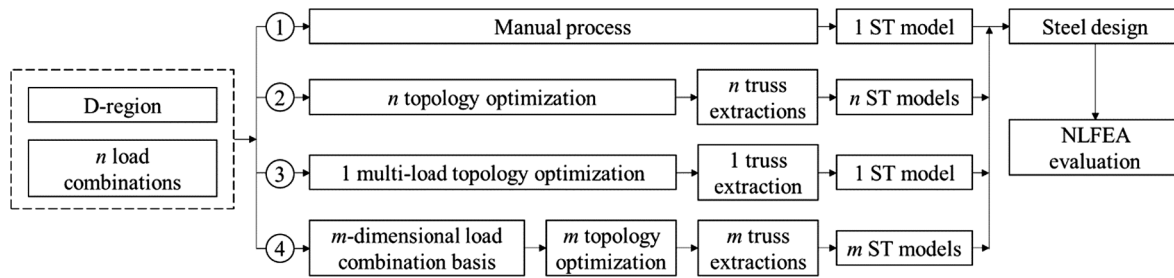 D-region
n load
combinations
1
Manual process
1 ST model
2
n topology optimization
n truss
extractions
n ST models
3
1 multi-load topology optimization
1 truss
extraction
1 ST model
4
m-dimensional load
combination basis
m topology
optimization
m truss
extractions
m ST models
Steel design
NLFEA
evaluation